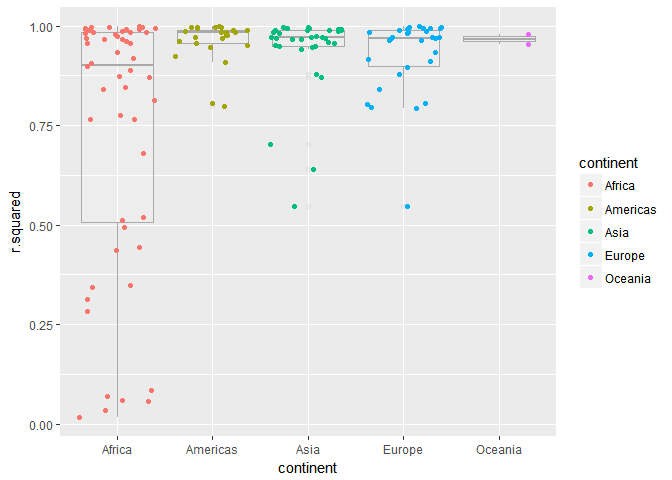 1.00
0.75
0.50
0.25
0.00
r.squared
Africa
Americas
Asia
Europe
Oceania
continent
continent
Africa
Americas
Asia
Europe
Oceania